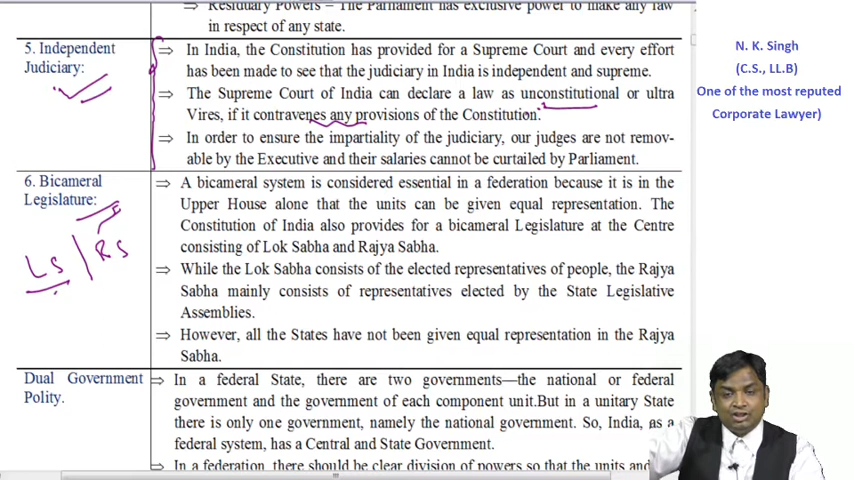 ⇒ Residuary Powers – The Parliament has exclusive power to make any law
in respect of any state.
5. Independent
Judiciary:
⇒ In India, the Constitution has provided for a Supreme Court and every effort
has been made to see that the judiciary in India is independent and supreme.
⇒ The Supreme Court of India can declare a law as unconstitutional or ultra
Vires, if it contravenes any provisions of the Constitution.
⇒ In order to ensure the impartiality of the judiciary, our judges are not remov-
able by the Executive and their salaries cannot be curtailed by Parliament.
6. Bicameral
Legislature:
LS / RS
⇒ A bicameral system is considered essential in a federation because it is in the
Upper House alone that the units can be given equal representation. The
Constitution of India also provides for a bicameral Legislature at the Centre
consisting of Lok Sabha and Rajya Sabha.
⇒ While the Lok Sabha consists of the elected representatives of people, the Rajya
Sabha mainly consists of representatives elected by the State Legislative
Assemblies.
⇒ However, all the States have not been given equal representation in the Rajya
Sabha.
Dual Government
Polity.
⇒ In a federal State, there are two governments—the national or federal
government and the government of each component unit.But in a unitary State
there is only one government, namely the national government. So, India, as a
federal system, has a Central and State Government.
⇒ In a federation, there should be clear division of powers so that the units and
N. K. Singh
(C.S., LL.B)
One of the most reputed
Corporate Lawyer)